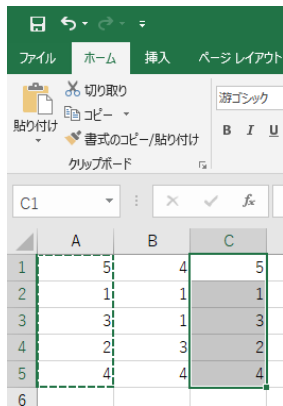 ファイル ホーム 挿入 ページ レイアウト
切り取り
コピー
書式のコピー/貼り付け
貼り付け
クリップボード
游ゴシック
B I U
C1 fx
A B C
1 5 4 5
2 1 1 1
3 3 1 3
4 2 3 2
5 4 4 4
6